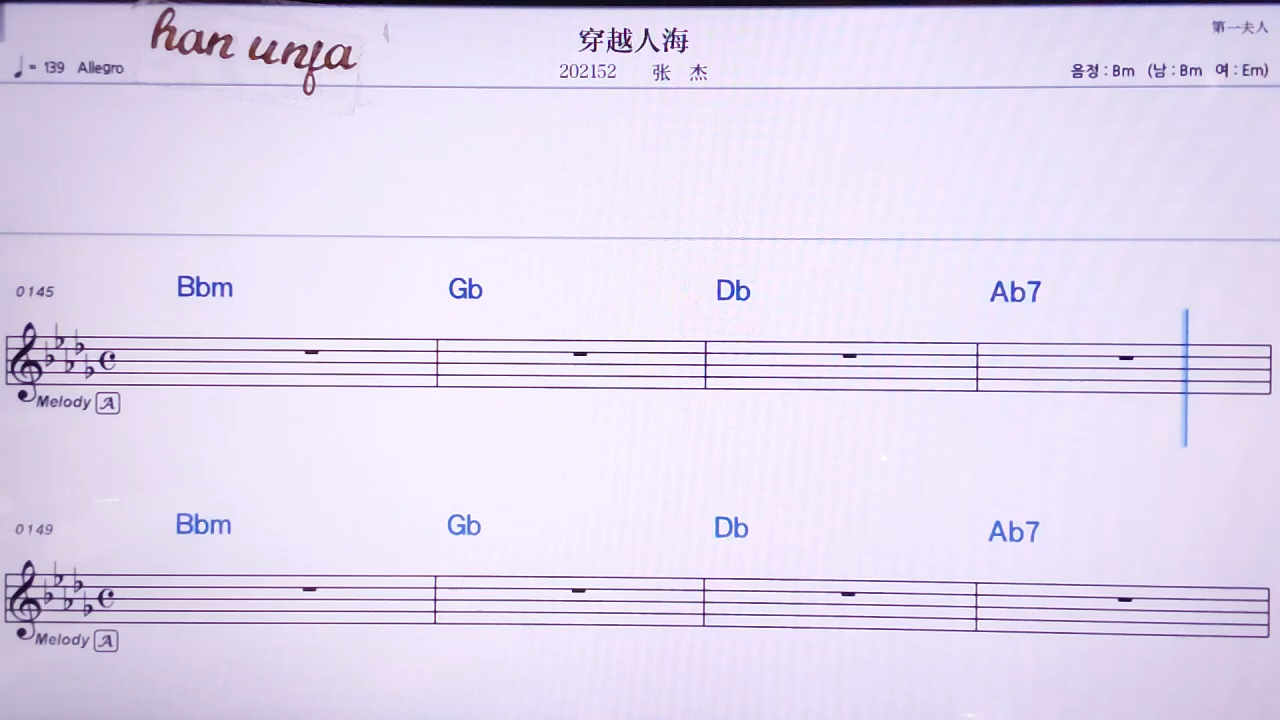 han unfa
穿越人海
第一夫人
♩= 139 Allegro
202152 张 杰
음정 : Bm (남 : Bm 여 : Em)
Bbm Gb Db Ab7
0145
Melody A
Bbm Gb Db Ab7
0149
Melody A